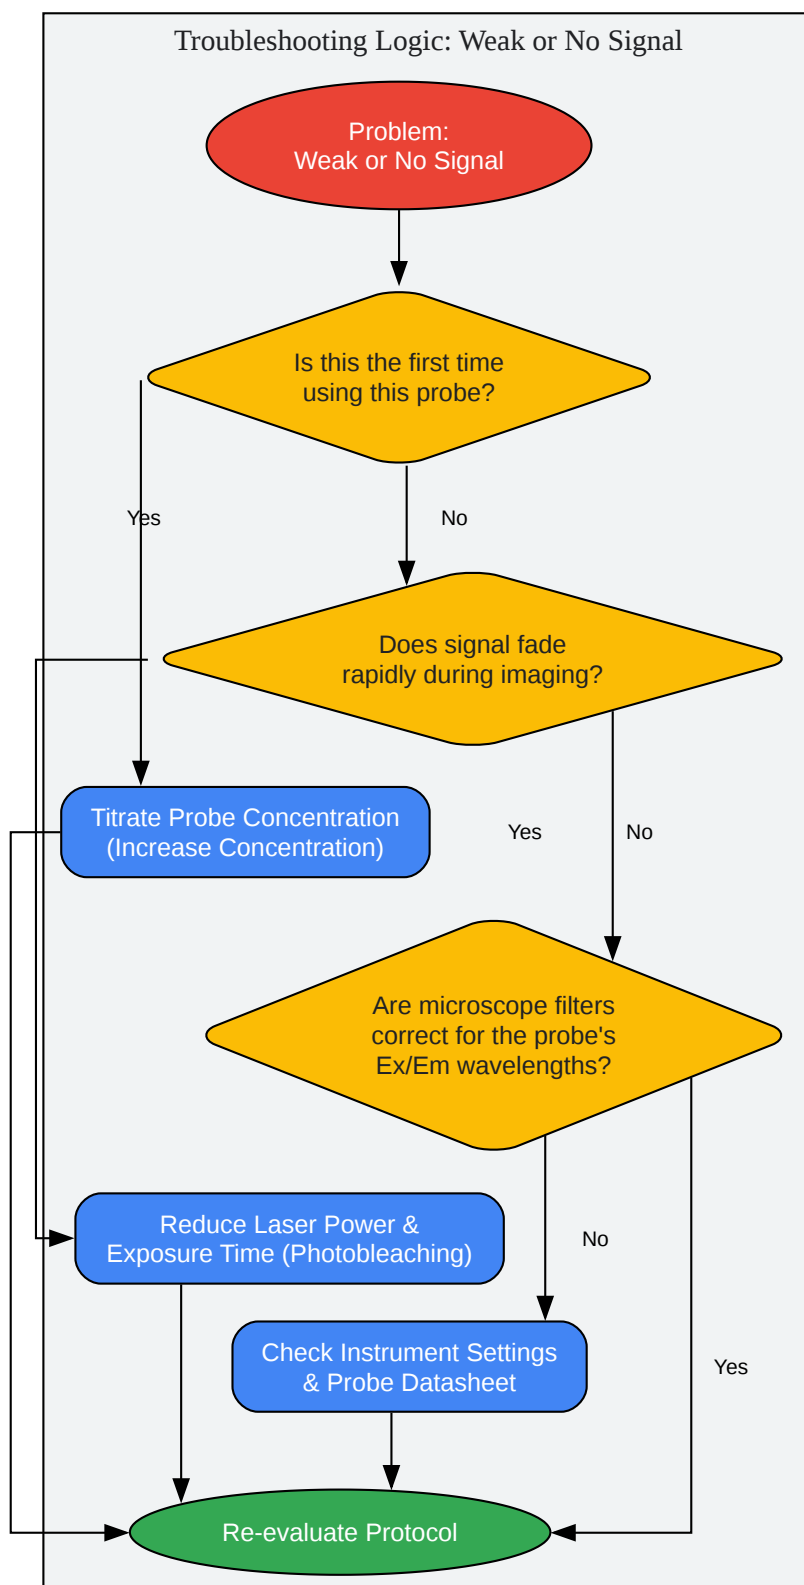 Troubleshooting Logic: Weak or No Signal
Problem:
Weak or No Signal
Is this the first time
using this probe?
Yes
No
Does signal fade
rapidly during imaging?
Titrate Probe Concentration
(Increase Concentration)
Yes
No
Are microscope filters
correct for the probe's
Ex/Em wavelengths?
Reduce Laser Power &
Exposure Time (Photobleaching)
No
Check Instrument Settings
& Probe Datasheet
Yes
Re-evaluate Protocol